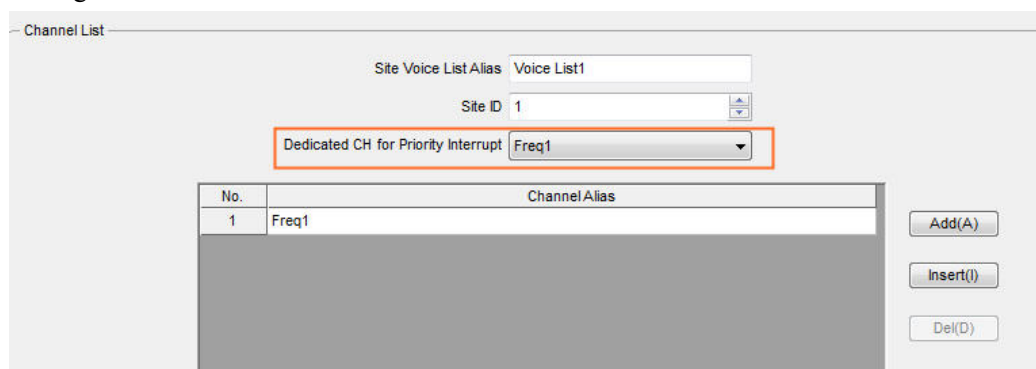 Channel List
Site Voice List Alias Voice List1
Site ID 1
Dedicated CH for Priority Interrupt Freq1
No. Channel Alias
1 Freq1
Add(A)
Insert(I)
Del(D)